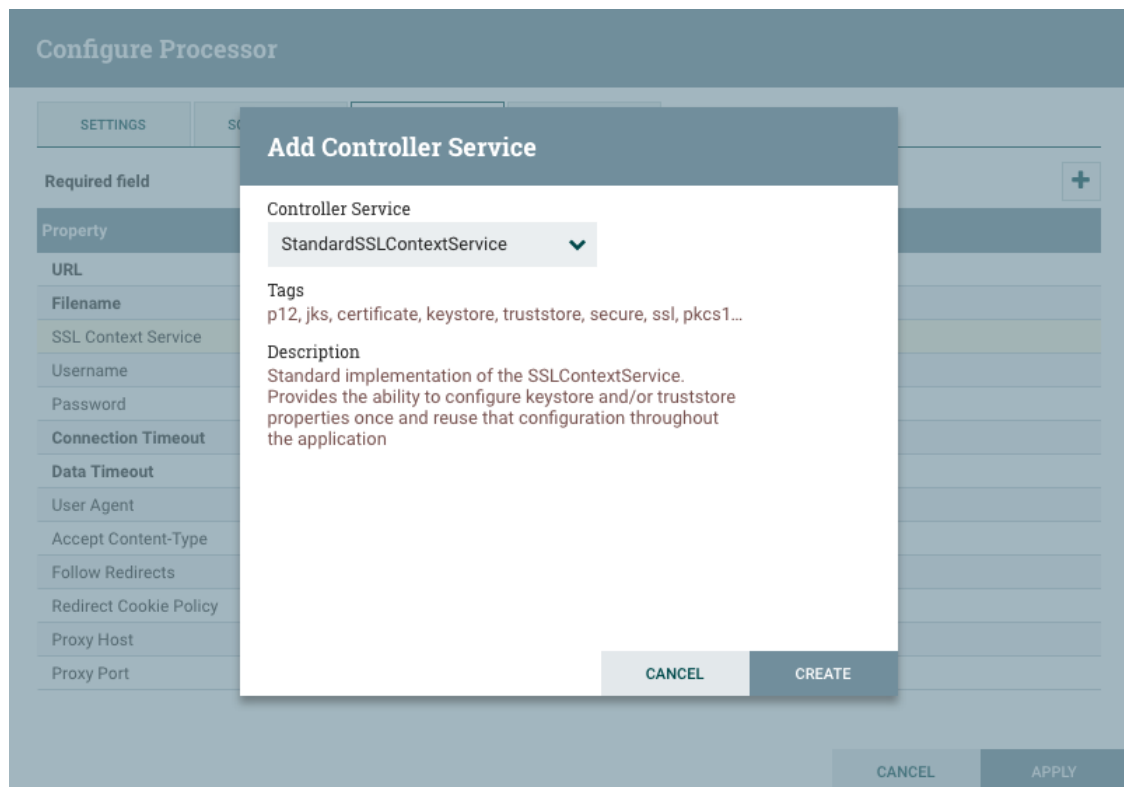 Configure Processor
SETTINGS
Add Controller Service
Required field
Controller Service
Property
StandardSSLContextService
URL
Tags
Filename
p12, jks, certificate, keystore, truststore, secure, ssl, pkcs1...
SSL Context Service
Description
Username
Standard implementation of the SSLContextService.
Provides the ability to configure keystore and/or truststore
Password
properties once and reuse that configuration throughout
Connection Timeout
the application
Data Timeout
User Agent
Accept Content-Type
Follow Redirects
Redirect Cookie Policy
Proxy Host
Proxy Port
CANCEL
CREATE
CANCEL
APPLY